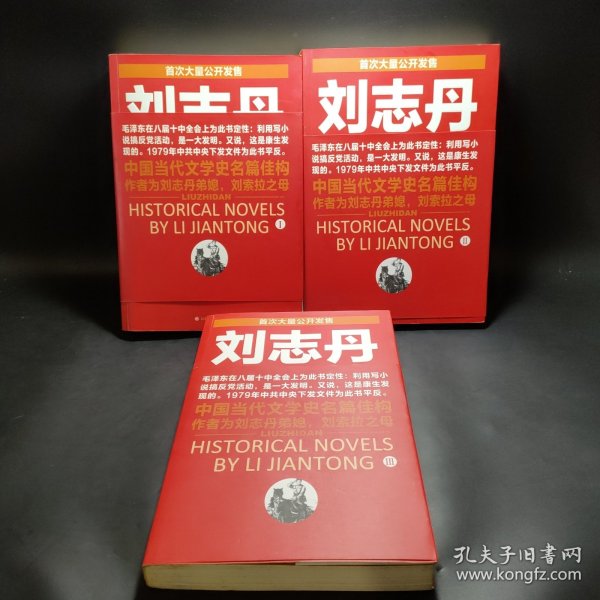 首次大量公开发售
刘志丹
毛泽东在八届十中全会上为此书定性：利用写小
说搞反党活动，是一大发明。又说，这是康生发
现的。1979年中共中央下发文件为此书平反。
中国当代文学史名篇佳构
作者为刘志丹弟媳，刘索拉之母
LIUZHIDAN
HISTORICAL NOVELS
BY LI JIANTONG I
首次大量公开发售
刘志丹
毛泽东在八届十中全会上为此书定性：利用写小
说搞反党活动，是一大发明。又说，这是康生发
现的。1979年中共中央下发文件为此书平反。
中国当代文学史名篇佳构
作者为刘志丹弟媳，刘索拉之母
LIUZHIDAN
HISTORICAL NOVELS
BY LI JIANTONG II
首次大量公开发售
刘志丹
毛泽东在八届十中全会上为此书定性：利用写小
说搞反党活动，是一大发明。又说，这是康生发
现的。1979年中共中央下发文件为此书平反。
中国当代文学史名篇佳构
作者为刘志丹弟媳，刘索拉之母
LIUZHIDAN
HISTORICAL NOVELS
BY LI JIANTONG III
孔夫子旧书网
www.kongfz.com